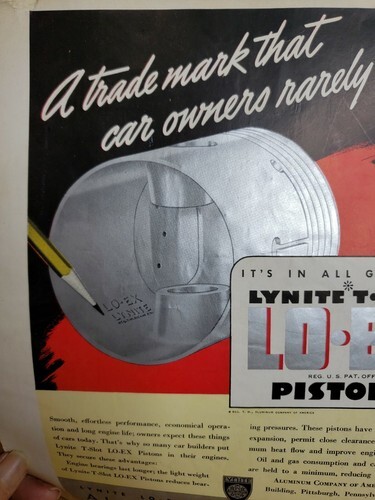 A trade mark that
car owners rarely
LO-EX
LYNITE
IT'S IN ALL G
LYNITE T·
LO·E
REG. U.S. PAT. OFF
PISTO
Smooth, effortless performance, economical opera-
tion and long engine life; owners expect these things
of cars today. That's why so many car builders put
Lynite T-Slot LO-EX Pistons in their engines.
They secure these advantages:
Engine bearings last longer; the light weight
of Lynite T-Slot LO-EX Pistons reduces bear-
ing pressures. These pistons have
expansion, permit close clearance
mum heat flow and improve engi
Oil and gas consumption and ca
are held to a minimum, reducing
ALUMINUM COMPANY OF AM
Building, Pittsburgh, Pennsy
LYNITE